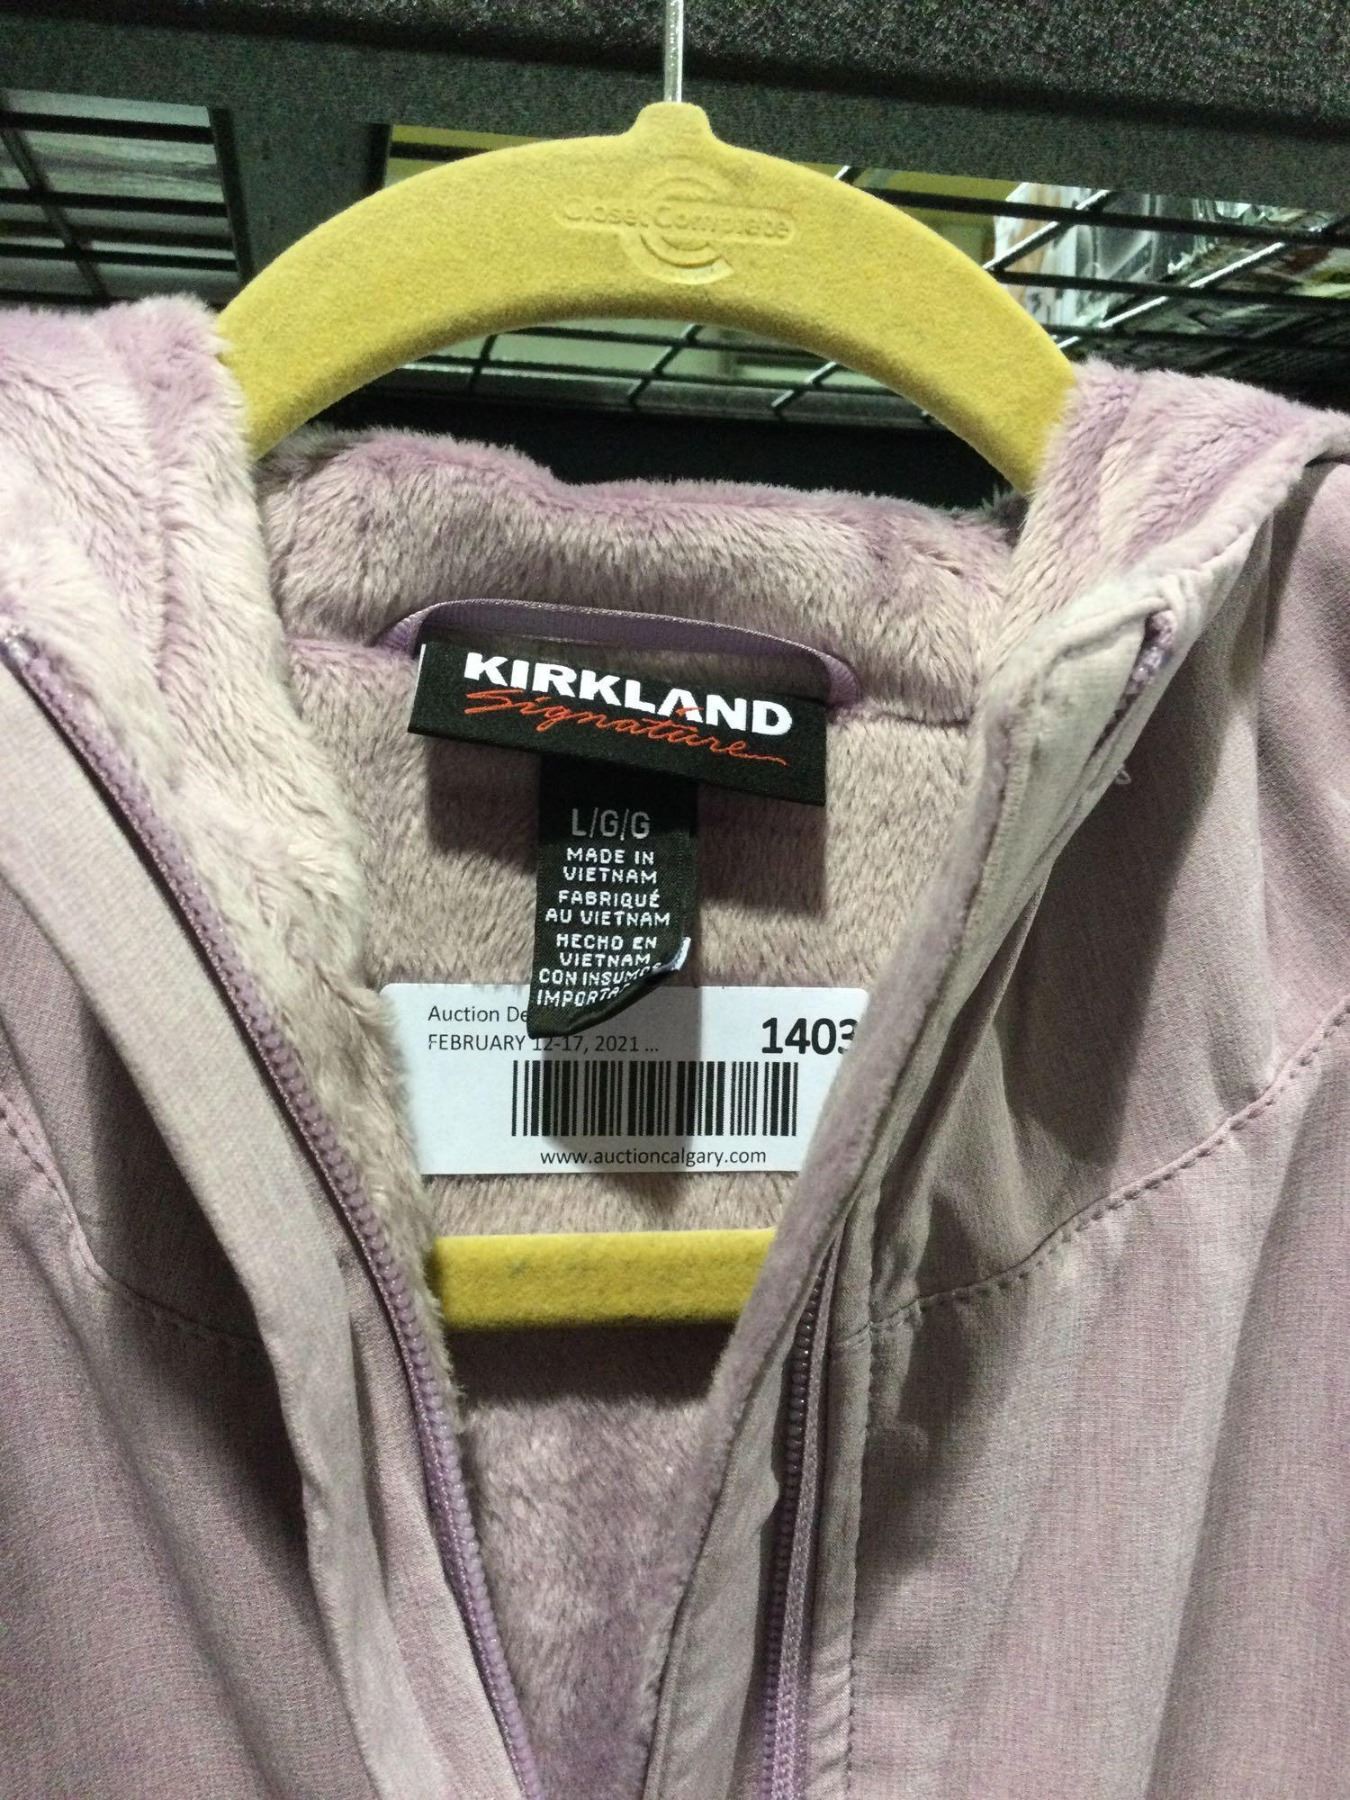 Closet Complete
KIRKLAND
Signature
L/G/G
MADE IN
VIETNAM
FABRIQUÉ
AU VIETNAM
HECHO EN
VIETNAM
CON INSUMOS
Auction
FEBRUARY 12-17, 2021 ...
1403
www.auctioncalgary.com